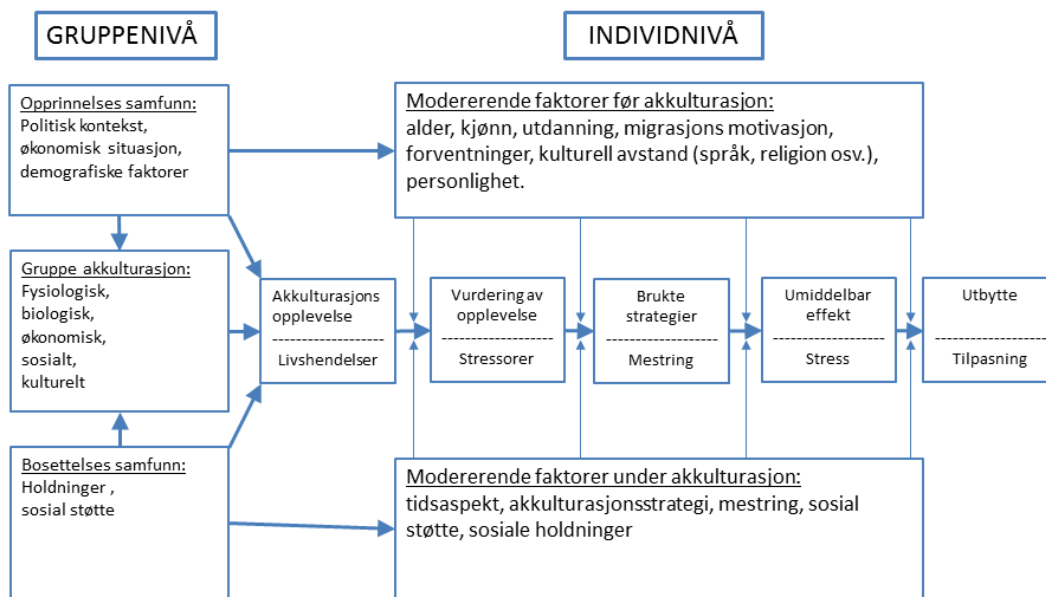 GRUPPENIVÅ
INDIVIDNIVÅ
Opprinnelses samfunn:
Politisk kontekst,
økonomisk situasjon,
demografiske faktorer
Modererende faktorer før akkulturasjon:
alder, kjønn, utdanning, migrasjons motivasjon,
forventninger, kulturell avstand (språk, religion osv.),
personlighet.
Gruppe akkulturasjon:
Fysiologisk,
biologisk,
økonomisk,
sosialt,
kulturelt
Akkulturasjons
opplevelse
--------------------
Livshendelser
Vurdering av
opplevelse
--------------------
Stressorer
Brukte
strategier
--------------------
Mestring
Umiddelbar
effekt
--------------------
Stress
Utbytte
--------------------
Tilpasning
Bosettelses samfunn:
Holdninger ,
sosial støtte
Modererende faktorer under akkulturasjon:
tidsaspekt, akkulturasjonsstrategi, mestring, sosial
støtte, sosiale holdninger